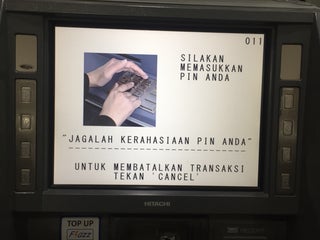 011
SILAKAN
MEMASUKKAN
PIN ANDA
"JAGALAH KERAHASIAAN PIN ANDA"
UNTUK MEMBATALKAN TRANSAKSI
TEKAN 'CANCEL'
HITACHI
TOP UP
Flazz